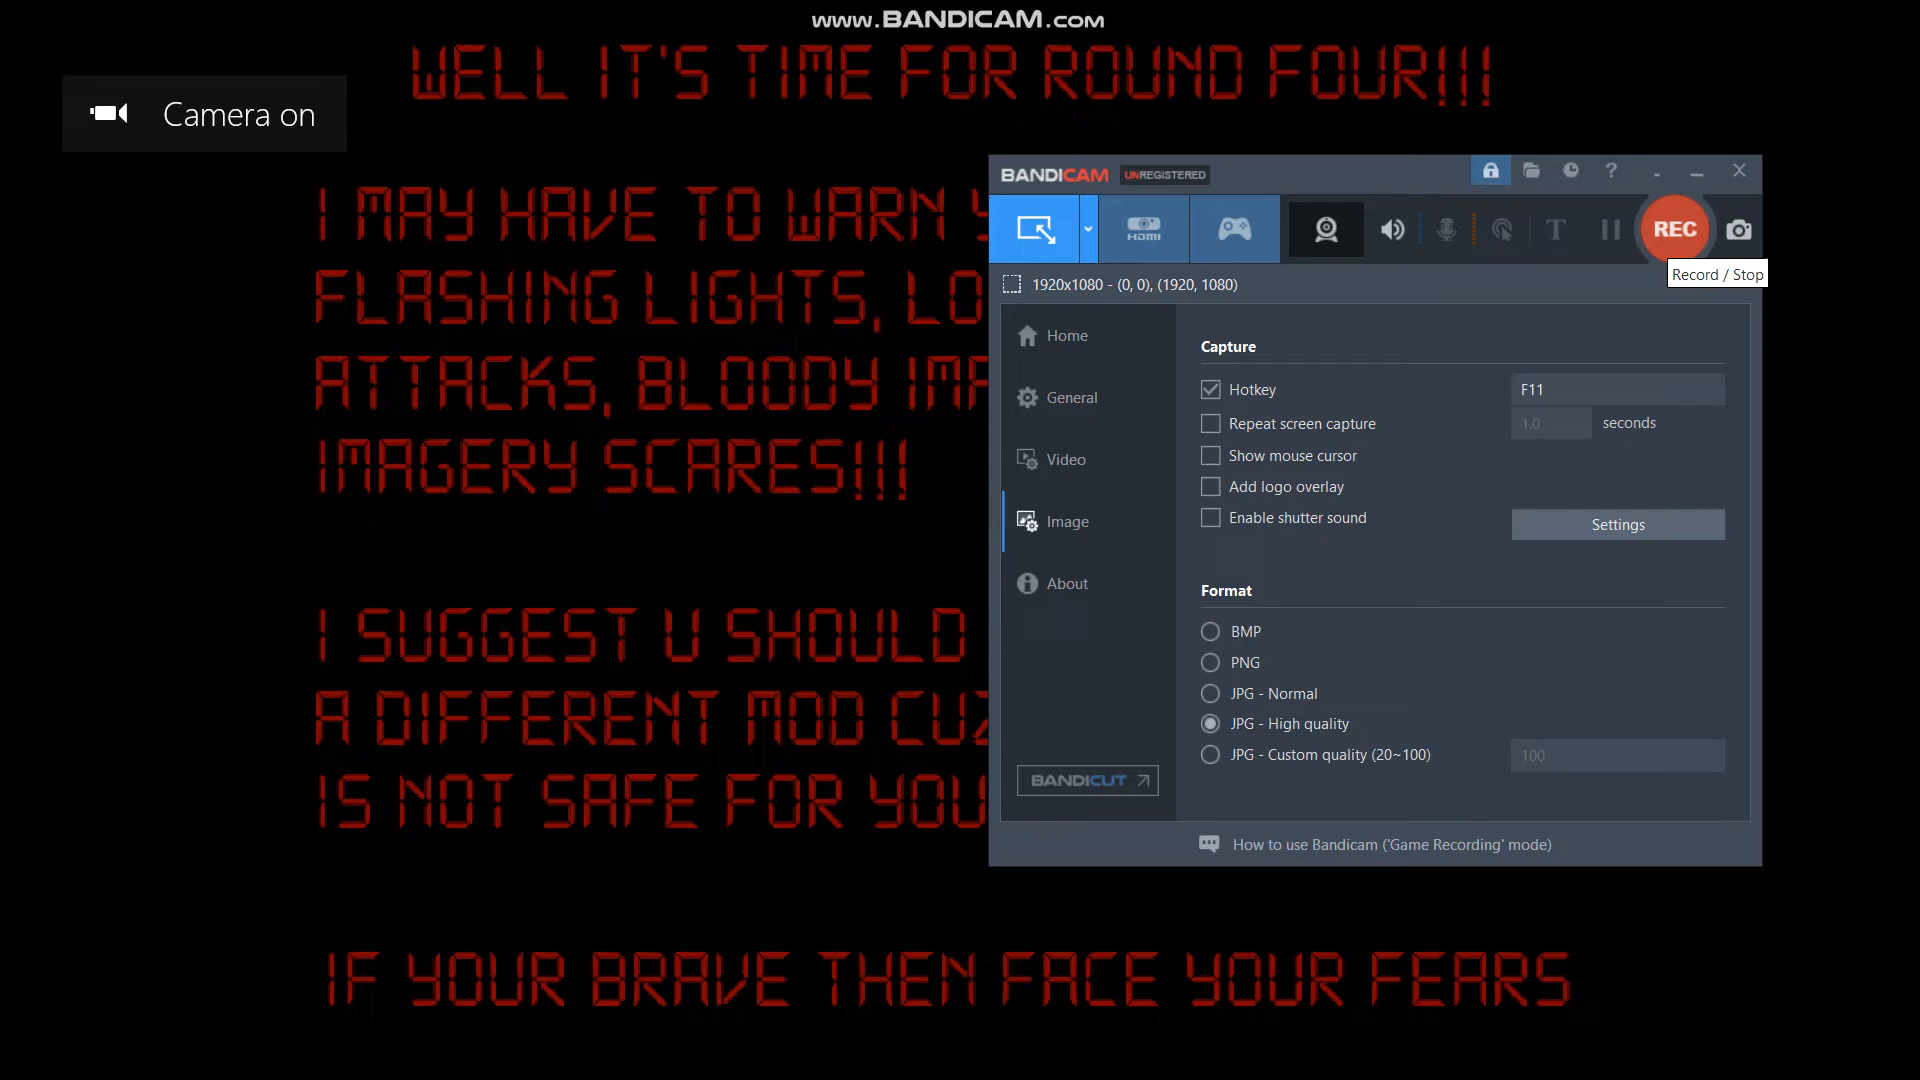 www.BANDICAM.com
WELL IT'S TIME FOR ROUND FOUR!!!
Camera on
I MAY HAVE TO WARN
FLASHING LIGHTS, LO
ATTACKS, BLOODY IM
IMAGERY SCARES!!!
I SUGGEST U SHOULD
A DIFFERENT MOD CUZ
IS NOT SAFE FOR YOU
IF YOUR BRAVE THEN FACE YOUR FEARS
BANDICAM UNREGISTERED
HDMI
T
REC
Record / Stop
1920x1080 - (0, 0), (1920, 1080)
Home
General
Video
Image
About
BANDICUT
Capture
Hotkey F11
Repeat screen capture 1.0 seconds
Show mouse cursor
Add logo overlay
Enable shutter sound
Settings
Format
BMP
PNG
JPG - Normal
JPG - High quality
JPG - Custom quality (20~100) 100
How to use Bandicam ('Game Recording' mode)